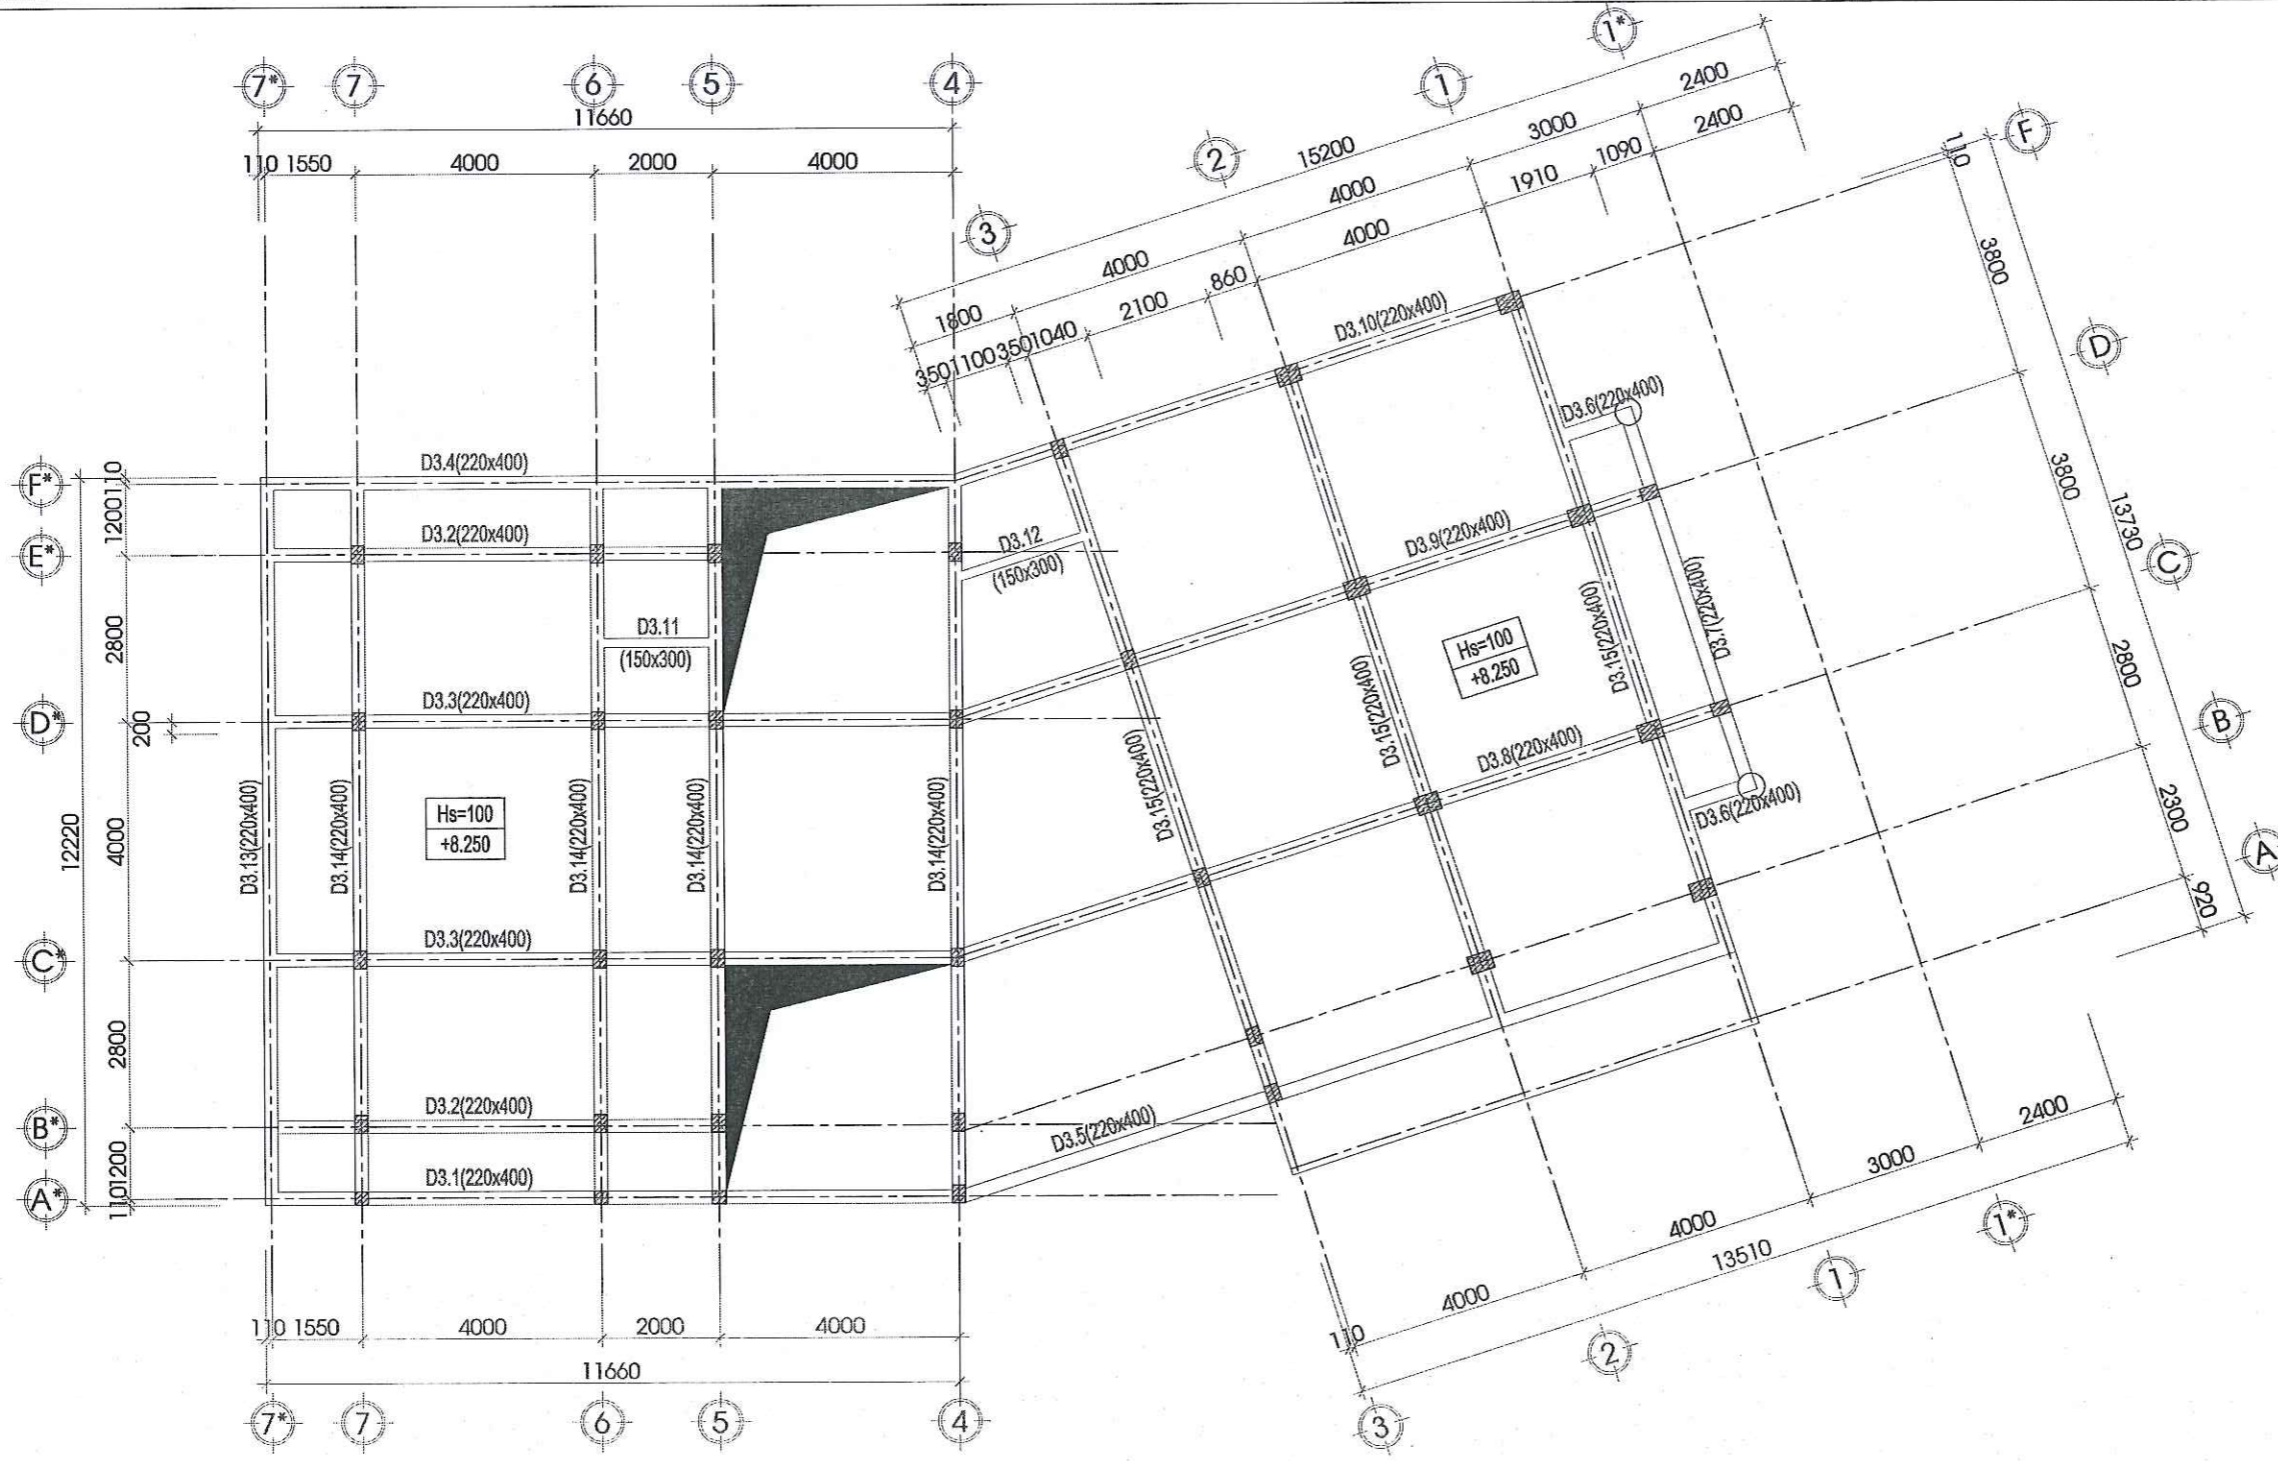 7* 7 6 5 4
11660
110 1550 4000 2000 4000
3 2 1 1*
15200
1800 4000 4000 3000 2400
350 1100 350 1040 2100 860 4000 1910 1090 2400
F D C B A
110 3800 3800 2800 2300 920
13730
F* E* D* C* B* A*
110 1200 2800 4000 2800 1200 110
200
12220
D3.4(220x400)
D3.2(220x400)
D3.11
(150x300)
D3.3(220x400)
D3.13(220x400)
D3.14(220x400)
Hs=100
+8.250
D3.14(220x400)
D3.14(220x400)
D3.14(220x400)
D3.3(220x400)
D3.2(220x400)
D3.1(220x400)
D3.10(220x400)
D3.6(220x400)
D3.12
(150x300)
D3.9(220x400)
D3.7(220x400)
D3.15(220x400)
Hs=100
+8.250
D3.15(220x400)
D3.15(220x400)
D3.8(220x400)
D3.6(220x400)
D3.5(220x400)
110 1550 4000 2000 4000
11660
7* 7 6 5 4
110 4000 4000 3000 2400
13510
3 2 1 1*